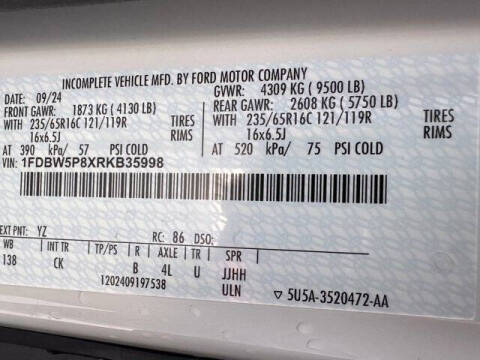 INCOMPLETE VEHICLE MFD. BY FORD MOTOR COMPANY
DATE: 09/24 GVWR: 4309 KG ( 9500 LB)
FRONT GAWR: 1873 KG ( 4130 LB) REAR GAWR: 2608 KG ( 5750 LB)
WITH 235/65R16C 121/119R WITH 235/65R16C 121/119R
16x6.5J 16x6.5J
AT 390 kPa/ 57 PSI COLD AT 520 kPa/ 75 PSI COLD
VIN: 1FDBW5P8XRKB35998
EXT PNT: YZ RC: 86 DSO:
WB INT TR TP/PS R AXLE TR SPR
138 CK B 4L U JJHH
1202409197538 ULN ▽ 5U5A-3520472-AA